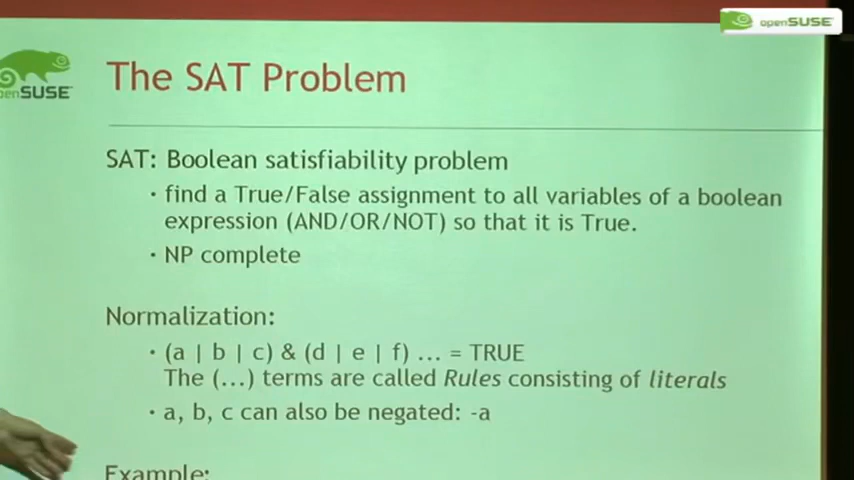 openSUSE
The SAT Problem
openSUSE
SAT: Boolean satisfiability problem
· find a True/False assignment to all variables of a boolean
expression (AND/OR/NOT) so that it is True.
· NP complete
Normalization:
· (a | b | c) & (d | e | f) ... = TRUE
The (...) terms are called Rules consisting of literals
· a, b, c can also be negated: -a
Example: